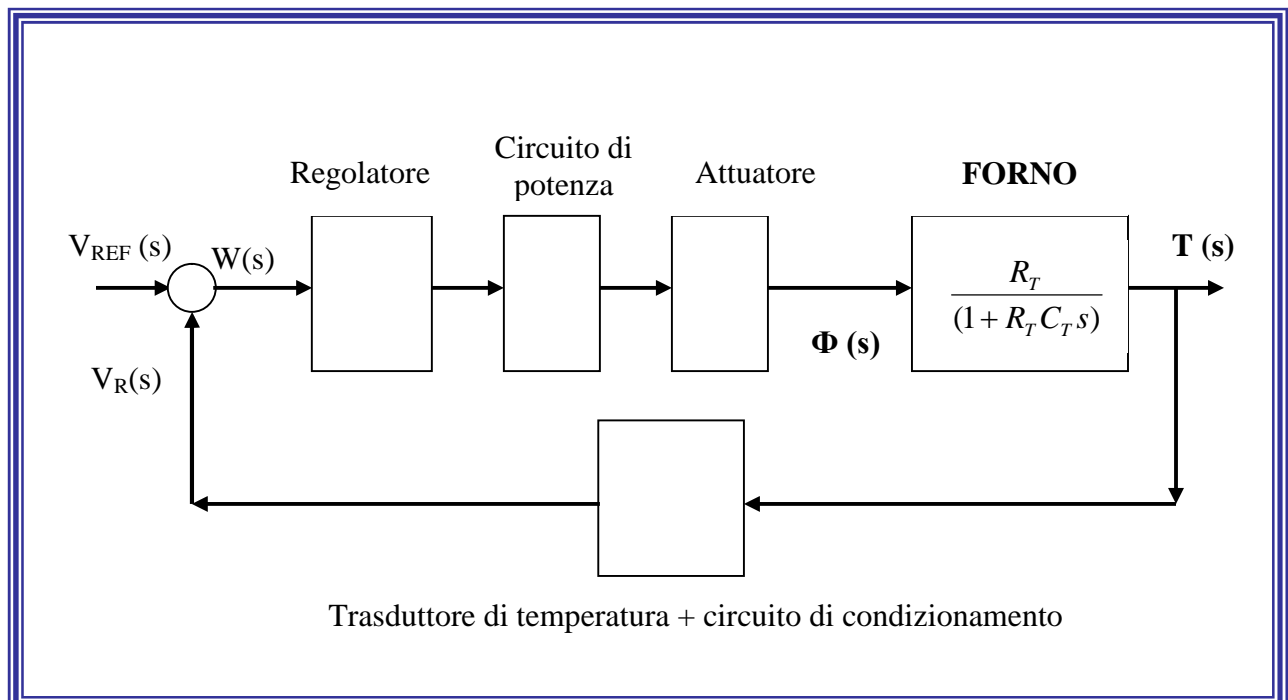 Regolatore
Circuito di
potenza
Attuatore
FORNO
V_REF (s)
W(s)
R_T
(1 + R_T C_T s)
T (s)
Φ (s)
V_R(s)
Trasduttore di temperatura + circuito di condizionamento